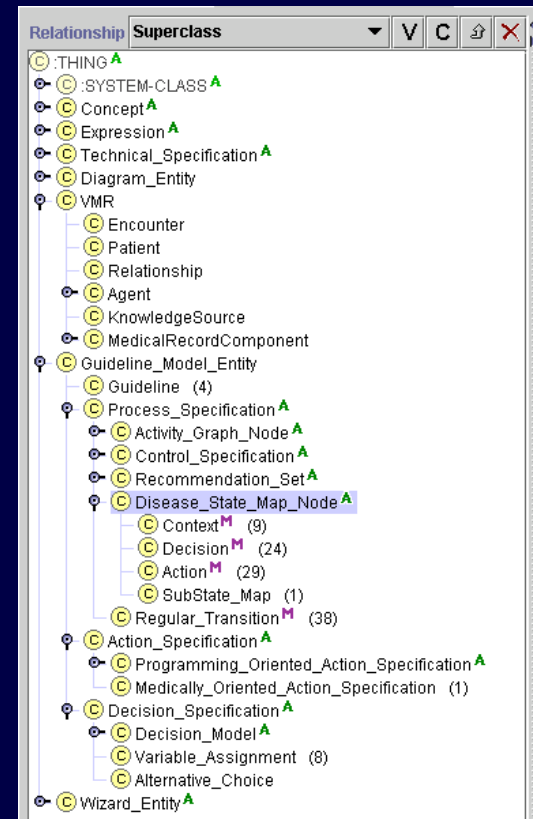 Relationship Superclass V C
C :THING A
C :SYSTEM-CLASS A
C Concept A
C Expression A
C Technical_Specification A
C Diagram_Entity
C VMR
C Encounter
C Patient
C Relationship
C Agent
C KnowledgeSource
C MedicalRecordComponent
C Guideline_Model_Entity
C Guideline (4)
C Process_Specification A
C Activity_Graph_Node A
C Control_Specification A
C Recommendation_Set A
C Disease_State_Map_Node A
C Context M (9)
C Decision M (24)
C Action M (29)
C SubState_Map (1)
C Regular_Transition M (38)
C Action_Specification A
C Programming_Oriented_Action_Specification A
C Medically_Oriented_Action_Specification (1)
C Decision_Specification A
C Decision_Model A
C Variable_Assignment (8)
C Alternative_Choice
C Wizard_Entity A